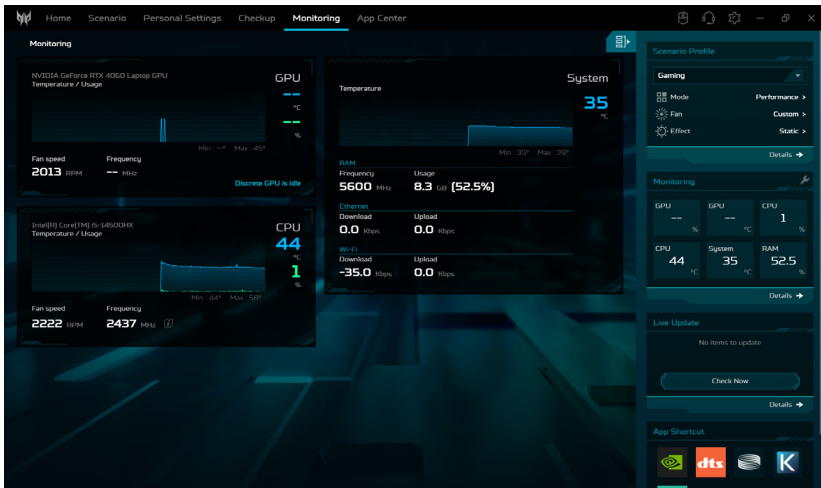 Home Scenario Personal Settings Checkup Monitoring App Center
Monitoring
NVIDIA GeForce RTX 4060 Laptop GPU
Temperature / Usage
GPU
--
°C
--
%
Min : --° Max : 45°
Fan speed Frequency
2013 RPM -- MHz
Discrete GPU is idle
Intel(R) Core(TM) i5-14500HX
Temperature / Usage
CPU
44
°C
1
%
Min : 44° Max : 58°
Fan speed Frequency
2222 RPM 2437 MHz i
System
Temperature
35
°C
Min : 35° Max : 39°
RAM
Frequency Usage
5600 MHz 8.3 GB (52.5%)
Ethernet
Download Upload
0.0 Kbps 0.0 Kbps
Wi-Fi
Download Upload
-35.0 Kbps 0.0 Kbps
Scenario Profile
Gaming
Mode Performance >
Fan Custom >
Effect Static >
Details →
Monitoring
GPU GPU CPU
-- -- 1
% °C %
CPU System RAM
44 35 52.5
°C °C %
Details →
Live Update
No items to update
Check Now
Details →
App Shortcut
dts K